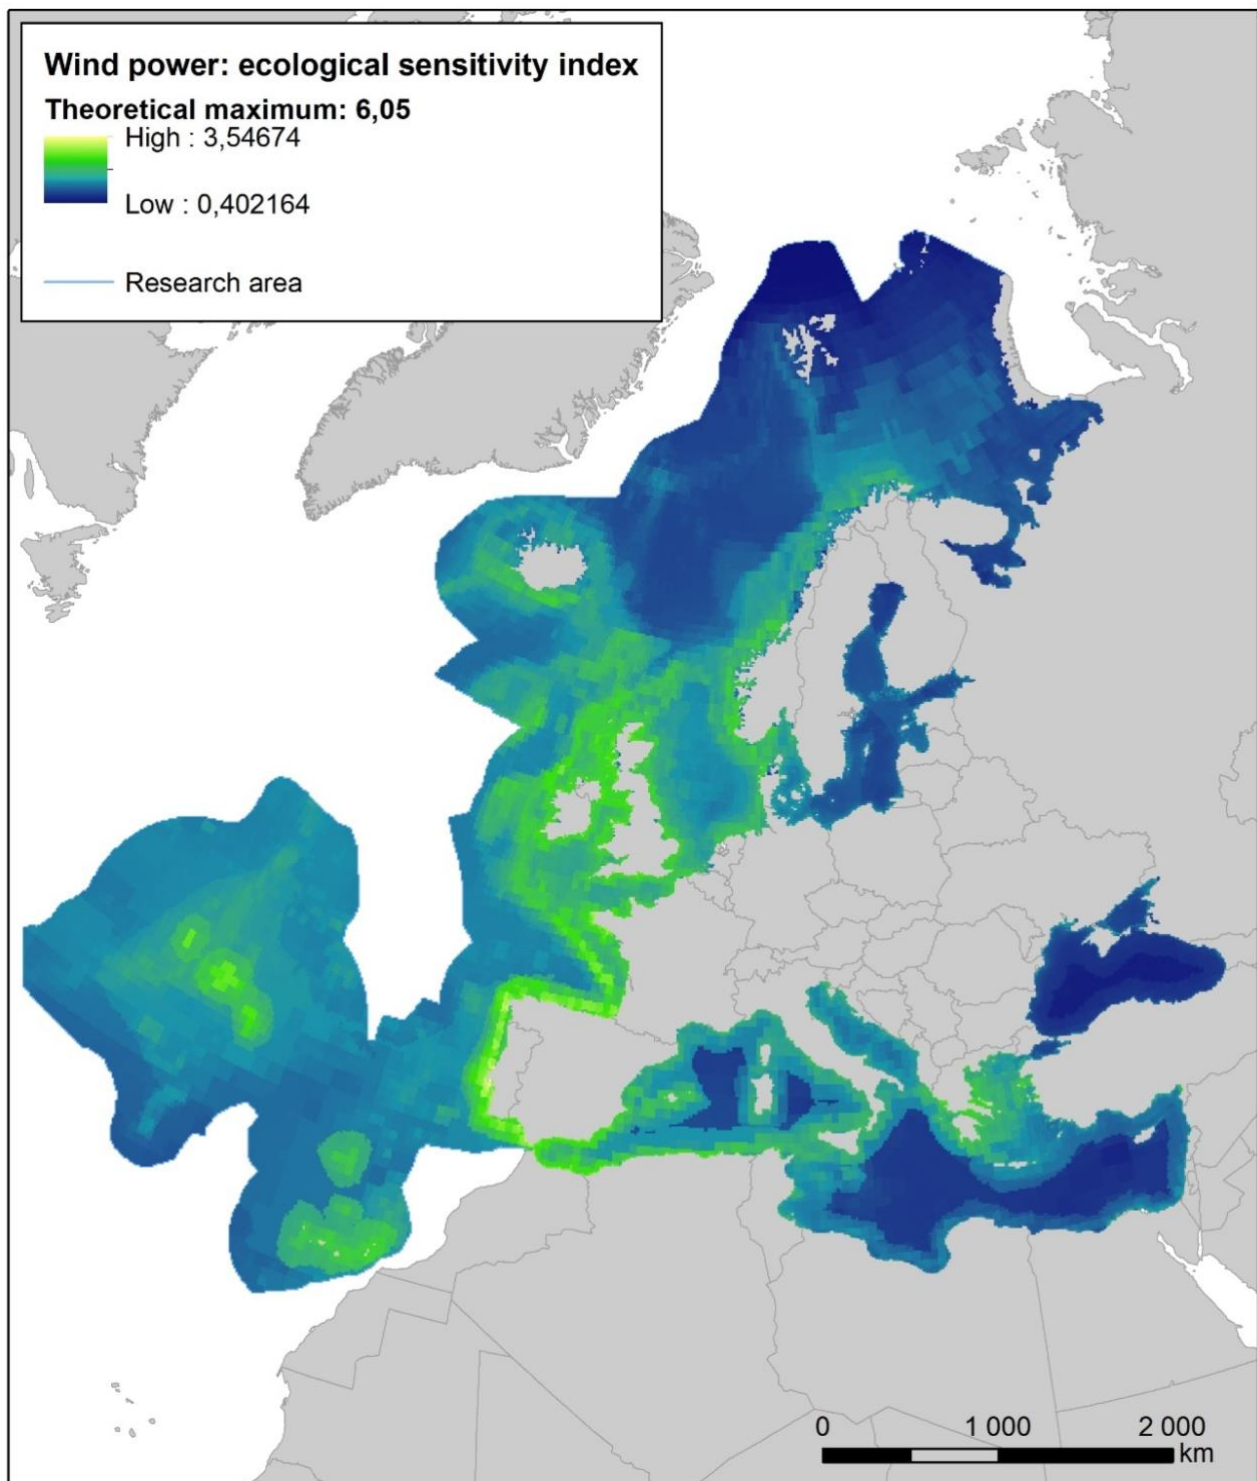 Wind power: ecological sensitivity index
Theoretical maximum: 6,05
High : 3,54674
Low : 0,402164
Research area
0 1 000 2 000
km